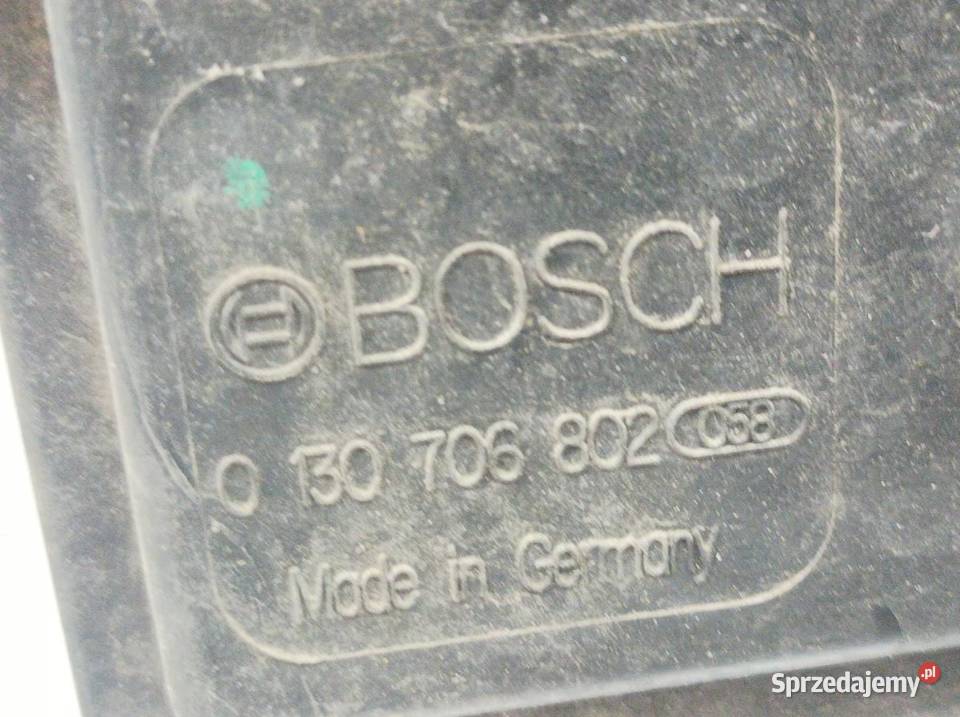 BOSCH
0 130 706 802 058
Made in Germany
Sprzedajemy.pl